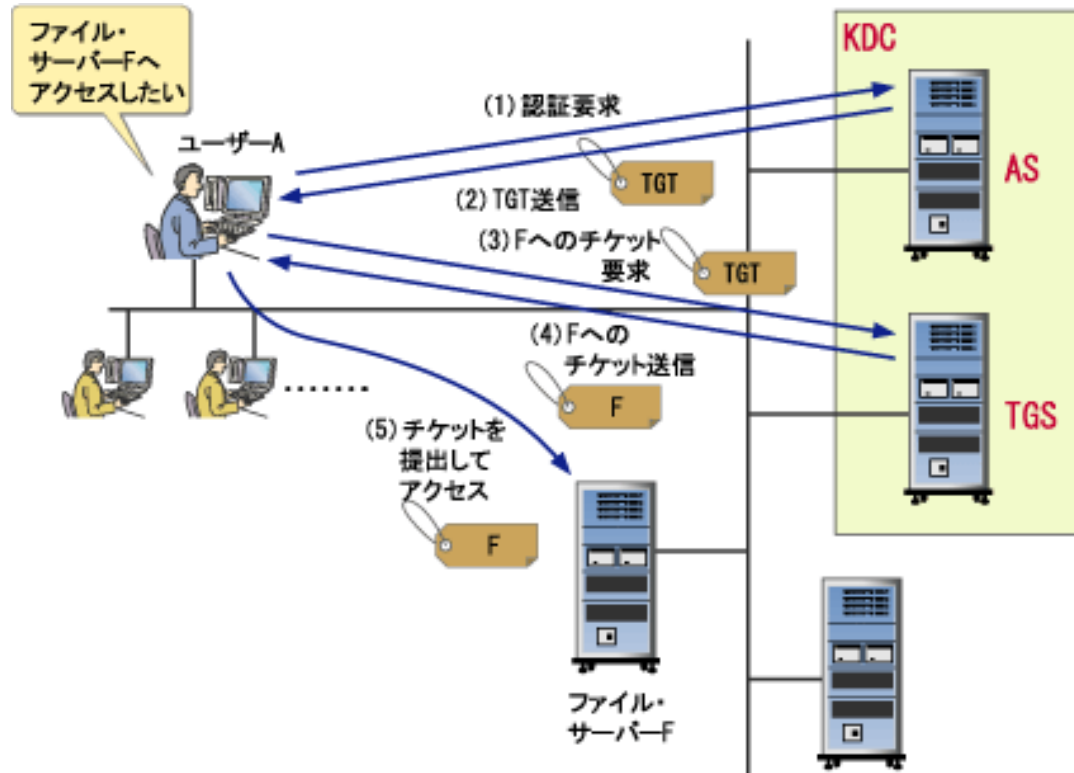 ファイル・
サーバーFへ
アクセスしたい
ユーザーA
KDC
(1) 認証要求
AS
TGT
(2) TGT送信
(3) Fへのチケット
要求
TGT
(4) Fへの
チケット送信
F
TGS
(5) チケットを
提出して
アクセス
F
ファイル・
サーバーF